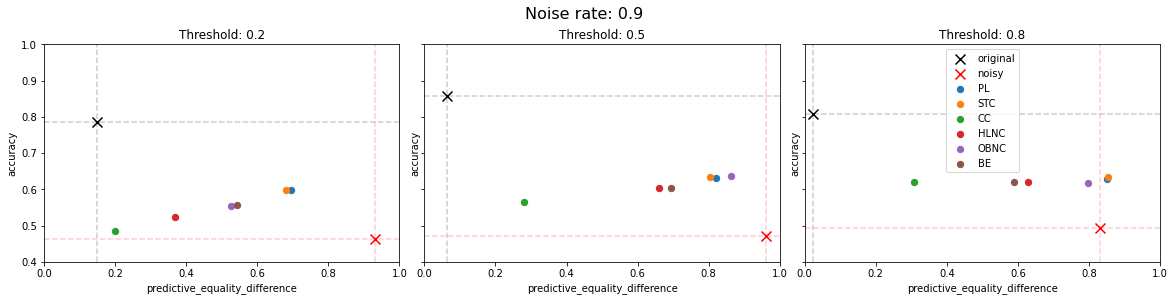 Noise rate: 0.9
Threshold: 0.2
1.0
0.9
0.8
0.7
0.6
0.5
0.4
accuracy
0.0 0.2 0.4 0.6 0.8 1.0
predictive_equality_difference
Threshold: 0.5
accuracy
0.0 0.2 0.4 0.6 0.8 1.0
predictive_equality_difference
Threshold: 0.8
original
noisy
PL
STC
CC
HLNC
OBNC
BE
accuracy
0.0 0.2 0.4 0.6 0.8 1.0
predictive_equality_difference